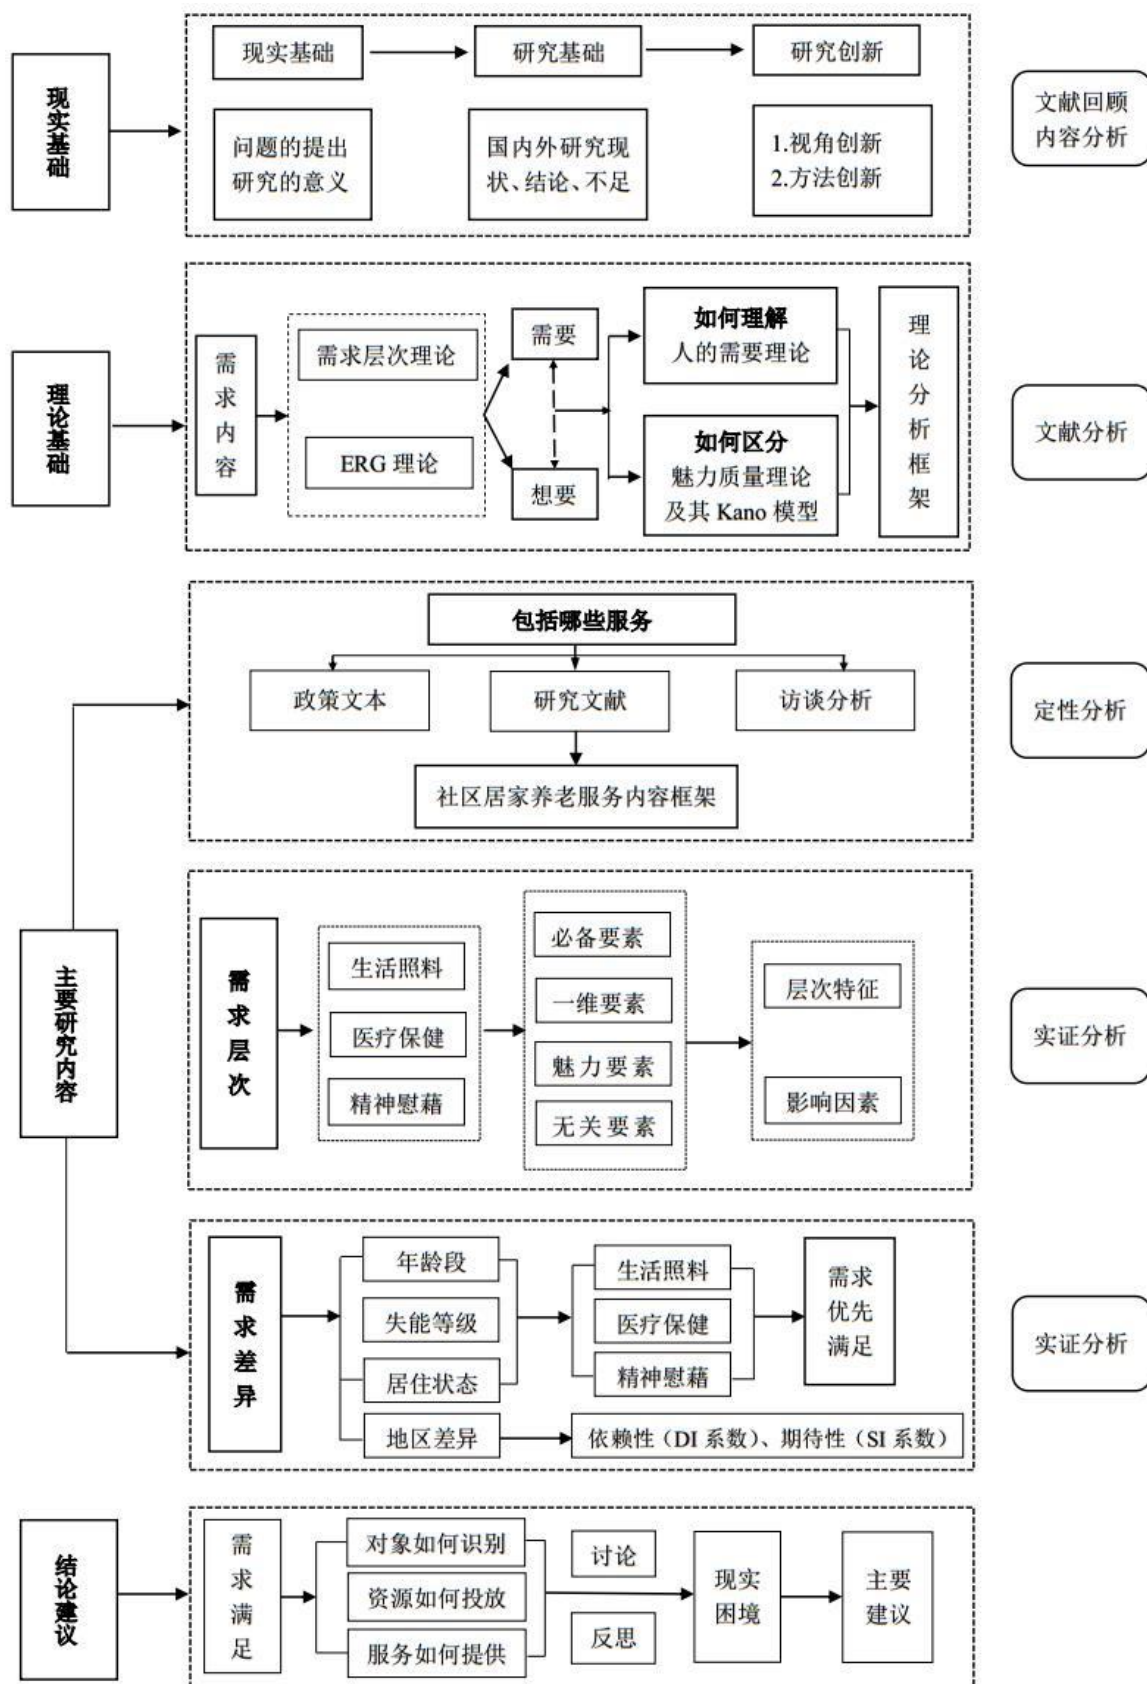 现实基础
现实基础
研究基础
研究创新
问题的提出
研究的意义
国内外研究现
状、结论、不足
1.视角创新
2.方法创新
文献回顾
内容分析
理论基础
需求内容
需求层次理论
ERG 理论
需要
想要
如何理解
人的需要理论
如何区分
魅力质量理论
及其 Kano 模型
理论分析框架
文献分析
主要研究内容
包括哪些服务
政策文本
研究文献
访谈分析
社区居家养老服务内容框架
定性分析
需求层次
生活照料
医疗保健
精神慰藉
必备要素
一维要素
魅力要素
无关要素
层次特征
影响因素
实证分析
需求差异
年龄段
失能等级
居住状态
地区差异
生活照料
医疗保健
精神慰藉
需求
优先
满足
依赖性（DI 系数）、期待性（SI 系数）
实证分析
结论建议
需求满足
对象如何识别
资源如何投放
服务如何提供
讨论
反思
现实
困境
主要
建议